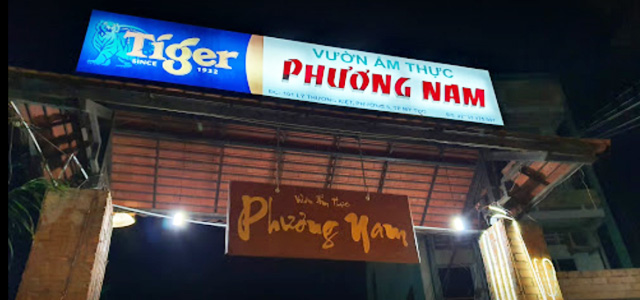 Tiger
SINCE 1932
VƯỜN ẨM THỰC
PHƯƠNG NAM
Vườn Ẩm Thực
Phương Nam